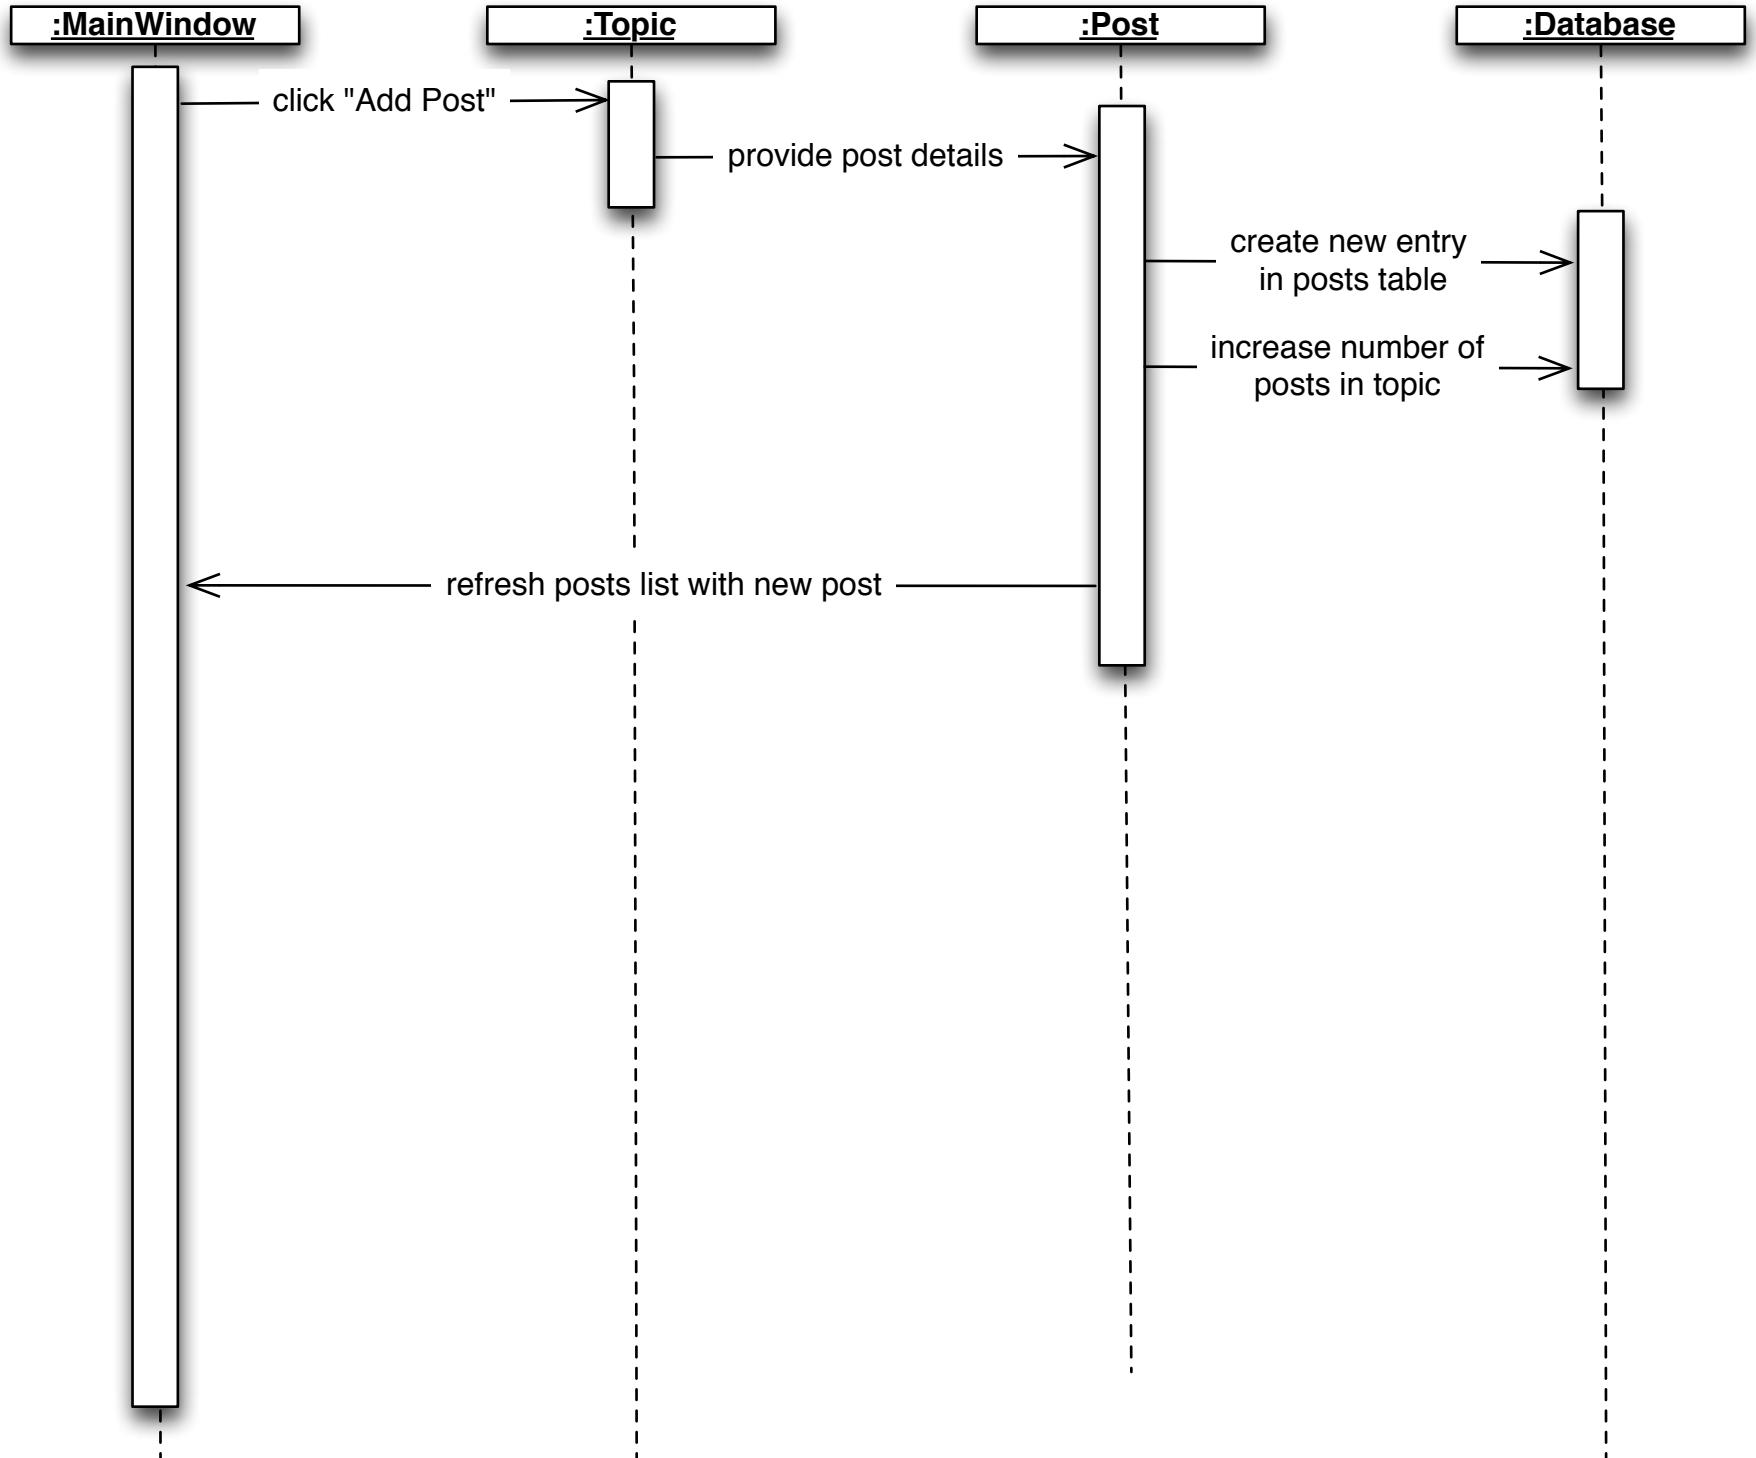 :MainWindow
:Topic
:Post
:Database
click "Add Post"
provide post details
create new entry
in posts table
increase number of
posts in topic
refresh posts list with new post